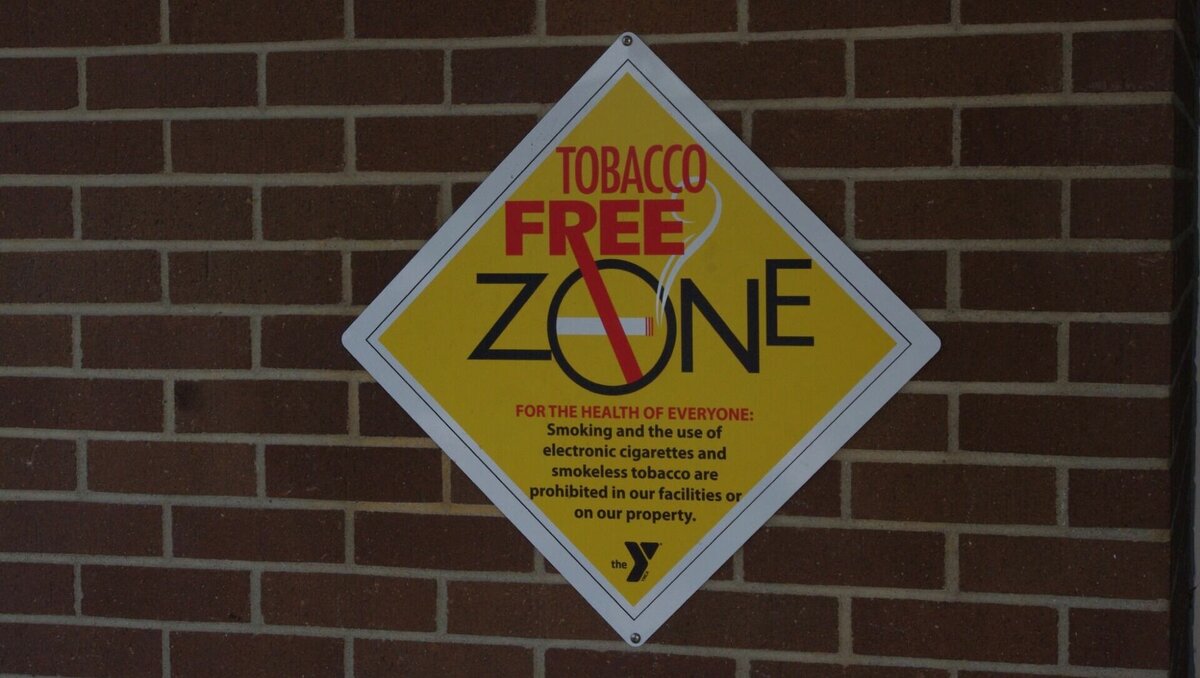 TOBACCO
FREE
ZONE
FOR THE HEALTH OF EVERYONE:
Smoking and the use of
electronic cigarettes and
smokeless tobacco are
prohibited in our facilities or
on our property.
the Y
YMCA